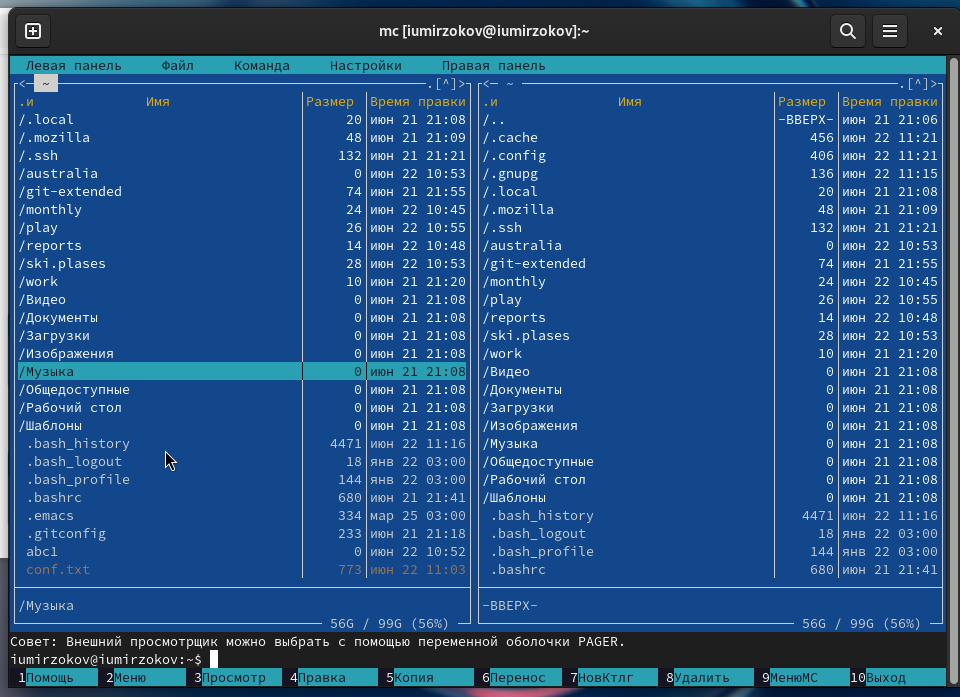 mc [iumirzokov@iumirzokov]:~
Левая панель Файл Команда Настройки Правая панель
<─ ~ .[^]> <─ ~ .[^]>
.и Имя Размер Время правки .и Имя Размер Время правки
/.local 20 июн 21 21:08 /.. -ВВЕРХ- июн 21 21:06
/.mozilla 48 июн 21 21:09 /.cache 456 июн 22 11:21
/.ssh 132 июн 21 21:21 /.config 406 июн 22 11:21
/australia 0 июн 22 10:53 /.gnupg 136 июн 22 11:15
/git-extended 74 июн 21 21:55 /.local 20 июн 21 21:08
/monthly 24 июн 22 10:45 /.mozilla 48 июн 21 21:09
/play 26 июн 22 10:55 /.ssh 132 июн 21 21:21
/reports 14 июн 22 10:48 /australia 0 июн 22 10:53
/ski.plases 28 июн 22 10:53 /git-extended 74 июн 21 21:55
/work 10 июн 21 21:20 /monthly 24 июн 22 10:45
/Видео 0 июн 21 21:08 /play 26 июн 22 10:55
/Документы 0 июн 21 21:08 /reports 14 июн 22 10:48
/Загрузки 0 июн 21 21:08 /ski.plases 28 июн 22 10:53
/Изображения 0 июн 21 21:08 /work 10 июн 21 21:20
/Музыка 0 июн 21 21:08 /Видео 0 июн 21 21:08
/Общедоступные 0 июн 21 21:08 /Документы 0 июн 21 21:08
/Рабочий стол 0 июн 21 21:08 /Загрузки 0 июн 21 21:08
/Шаблоны 0 июн 21 21:08 /Изображения 0 июн 21 21:08
.bash_history 4471 июн 22 11:16 /Музыка 0 июн 21 21:08
.bash_logout 18 янв 22 03:00 /Общедоступные 0 июн 21 21:08
.bash_profile 144 янв 22 03:00 /Рабочий стол 0 июн 21 21:08
.bashrc 680 июн 21 21:41 /Шаблоны 0 июн 21 21:08
.emacs 334 мар 25 03:00 .bash_history 4471 июн 22 11:16
.gitconfig 233 июн 21 21:18 .bash_logout 18 янв 22 03:00
abc1 0 июн 22 10:52 .bash_profile 144 янв 22 03:00
conf.txt 773 июн 22 11:03 .bashrc 680 июн 21 21:41
/Музыка -ВВЕРХ-
56G / 99G (56%) 56G / 99G (56%)
Совет: Внешний просмотрщик можно выбрать с помощью переменной оболочки PAGER.
iumirzokov@iumirzokov:~$
1Помощь 2Меню 3Просмотр 4Правка 5Копия 6Перенос 7НовКтлг 8Удалить 9МенюМС 10Выход